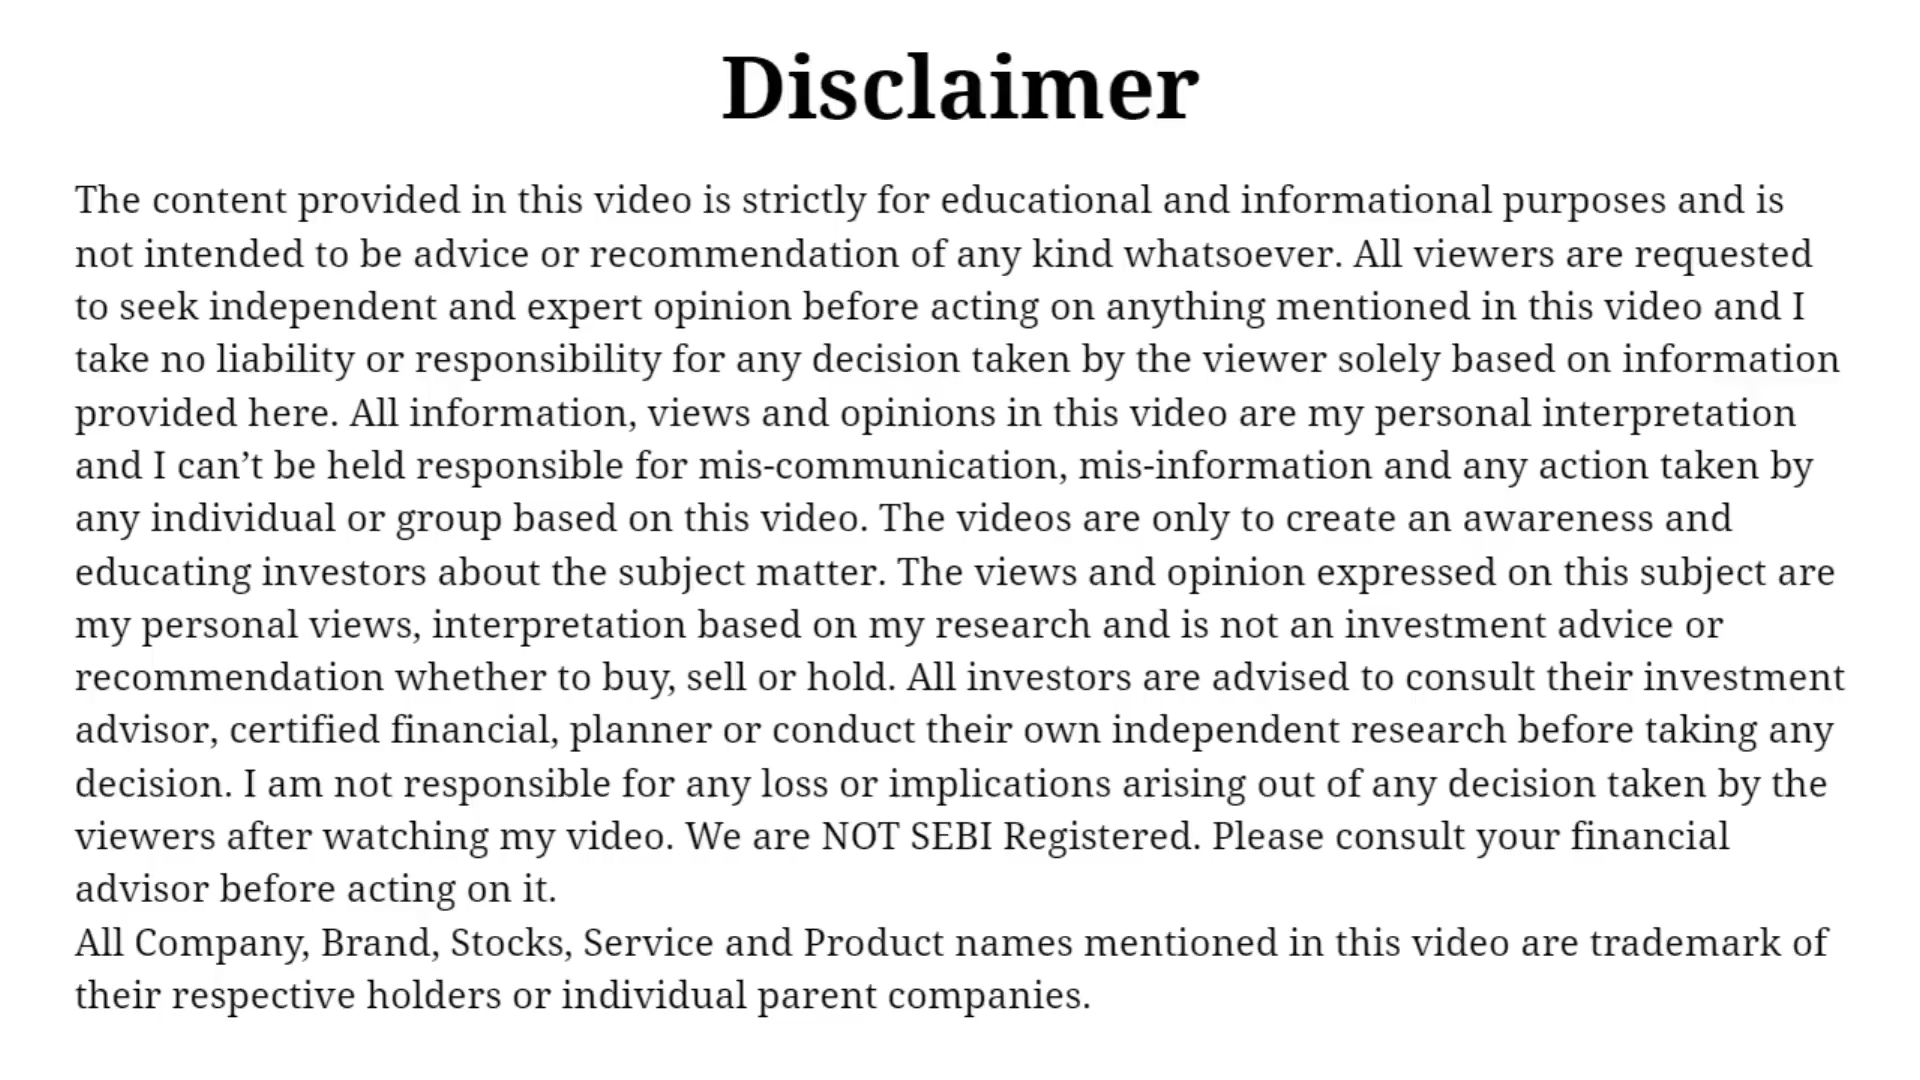 Disclaimer
The content provided in this video is strictly for educational and informational purposes and is
not intended to be advice or recommendation of any kind whatsoever. All viewers are requested
to seek independent and expert opinion before acting on anything mentioned in this video and I
take no liability or responsibility for any decision taken by the viewer solely based on information
provided here. All information, views and opinions in this video are my personal interpretation
and I can’t be held responsible for mis-communication, mis-information and any action taken by
any individual or group based on this video. The videos are only to create an awareness and
educating investors about the subject matter. The views and opinion expressed on this subject are
my personal views, interpretation based on my research and is not an investment advice or
recommendation whether to buy, sell or hold. All investors are advised to consult their investment
advisor, certified financial, planner or conduct their own independent research before taking any
decision. I am not responsible for any loss or implications arising out of any decision taken by the
viewers after watching my video. We are NOT SEBI Registered. Please consult your financial
advisor before acting on it.
All Company, Brand, Stocks, Service and Product names mentioned in this video are trademark of
their respective holders or individual parent companies.